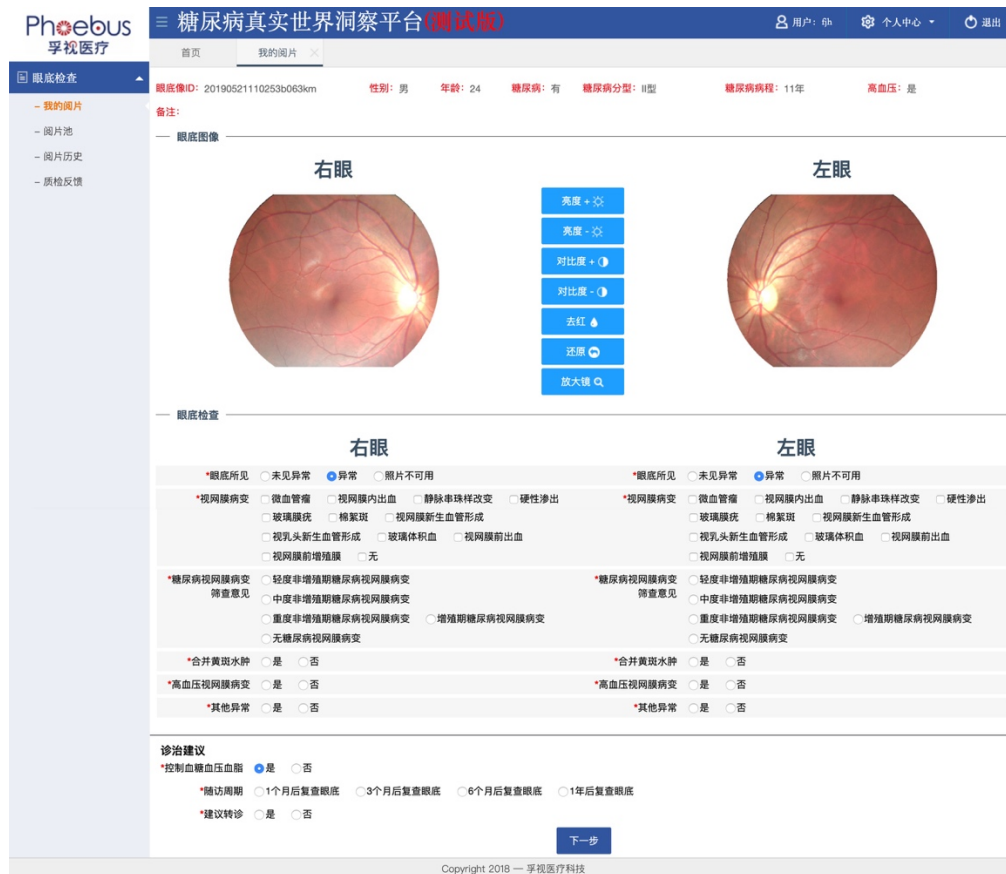 Phoebus
孚视医疗
糖尿病真实世界洞察平台(测试版)
用户：fjh
个人中心
退出
眼底检查
– 我的阅片
– 阅片池
– 阅片历史
– 质检反馈
首页
我的阅片 ×
眼底像ID: 20190521110253b063km 性别: 男 年龄: 24 糖尿病: 有 糖尿病分型: II型 糖尿病病程: 11年 高血压: 是
备注:
眼底图像
右眼
左眼
亮度 +
亮度 -
对比度 +
对比度 -
去红
还原
放大镜
眼底检查
右眼
*眼底所见 未见异常 异常 照片不可用
*视网膜病变 微血管瘤 视网膜内出血 静脉串珠样改变 硬性渗出
玻璃膜疣 棉絮斑 视网膜新生血管形成
视乳头新生血管形成 玻璃体积血 视网膜前出血
视网膜前增殖膜 无
*糖尿病视网膜病变筛查意见 轻度非增殖期糖尿病视网膜病变
中度非增殖期糖尿病视网膜病变
重度非增殖期糖尿病视网膜病变 增殖期糖尿病视网膜病变
无糖尿病视网膜病变
*合并黄斑水肿 是 否
*高血压视网膜病变 是 否
*其他异常 是 否
左眼
*眼底所见 未见异常 异常 照片不可用
*视网膜病变 微血管瘤 视网膜内出血 静脉串珠样改变 硬性渗出
玻璃膜疣 棉絮斑 视网膜新生血管形成
视乳头新生血管形成 玻璃体积血 视网膜前出血
视网膜前增殖膜 无
*糖尿病视网膜病变筛查意见 轻度非增殖期糖尿病视网膜病变
中度非增殖期糖尿病视网膜病变
重度非增殖期糖尿病视网膜病变 增殖期糖尿病视网膜病变
无糖尿病视网膜病变
*合并黄斑水肿 是 否
*高血压视网膜病变 是 否
*其他异常 是 否
诊治建议
*控制血糖血压血脂 是 否
*随访周期 1个月后复查眼底 3个月后复查眼底 6个月后复查眼底 1年后复查眼底
*建议转诊 是 否
下一步
Copyright 2018 — 孚视医疗科技